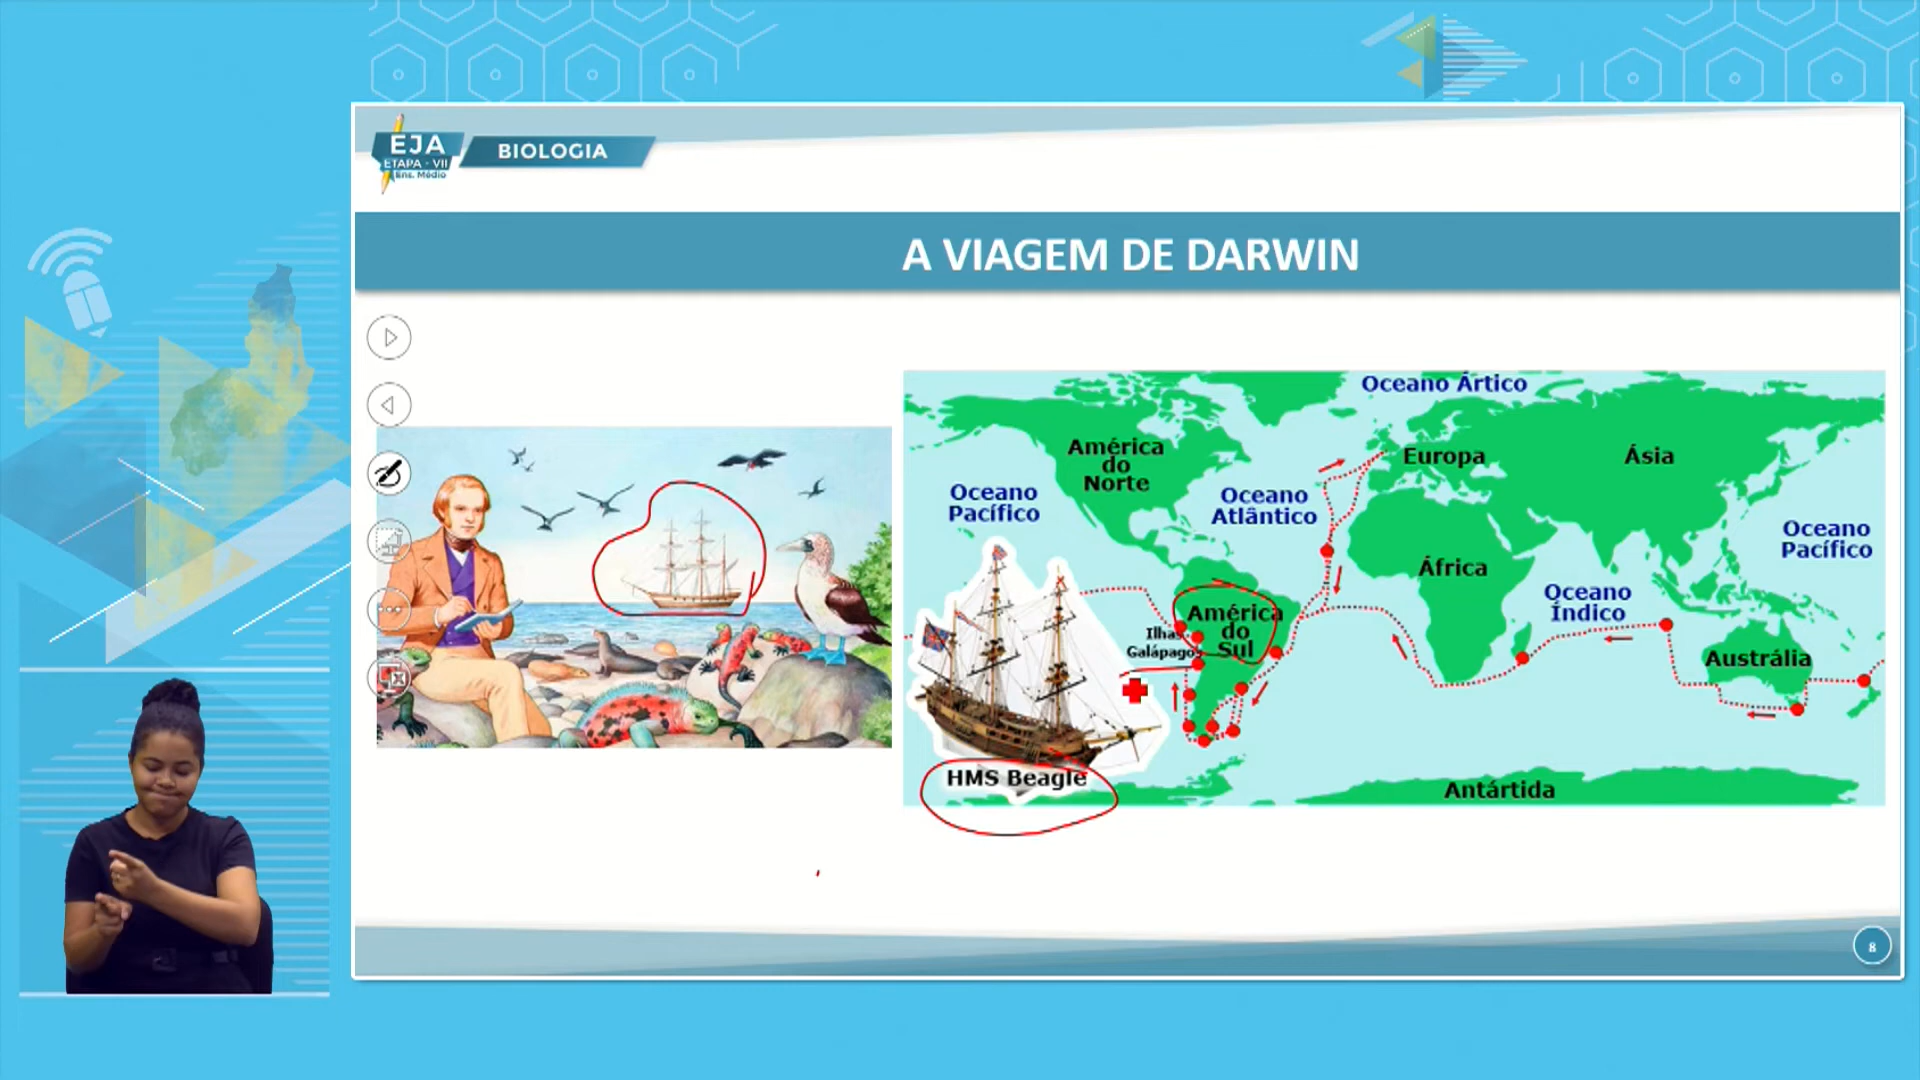 EJA
ETAPA - VII
Ens. Médio
BIOLOGIA
A VIAGEM DE DARWIN
Oceano Ártico
América
do
Norte
Europa
Ásia
Oceano
Pacífico
Oceano
Atlântico
Oceano
Pacífico
África
Oceano
Índico
América
do
Sul
Ilhas
Galápagos
Austrália
HMS Beagle
Antártida
8